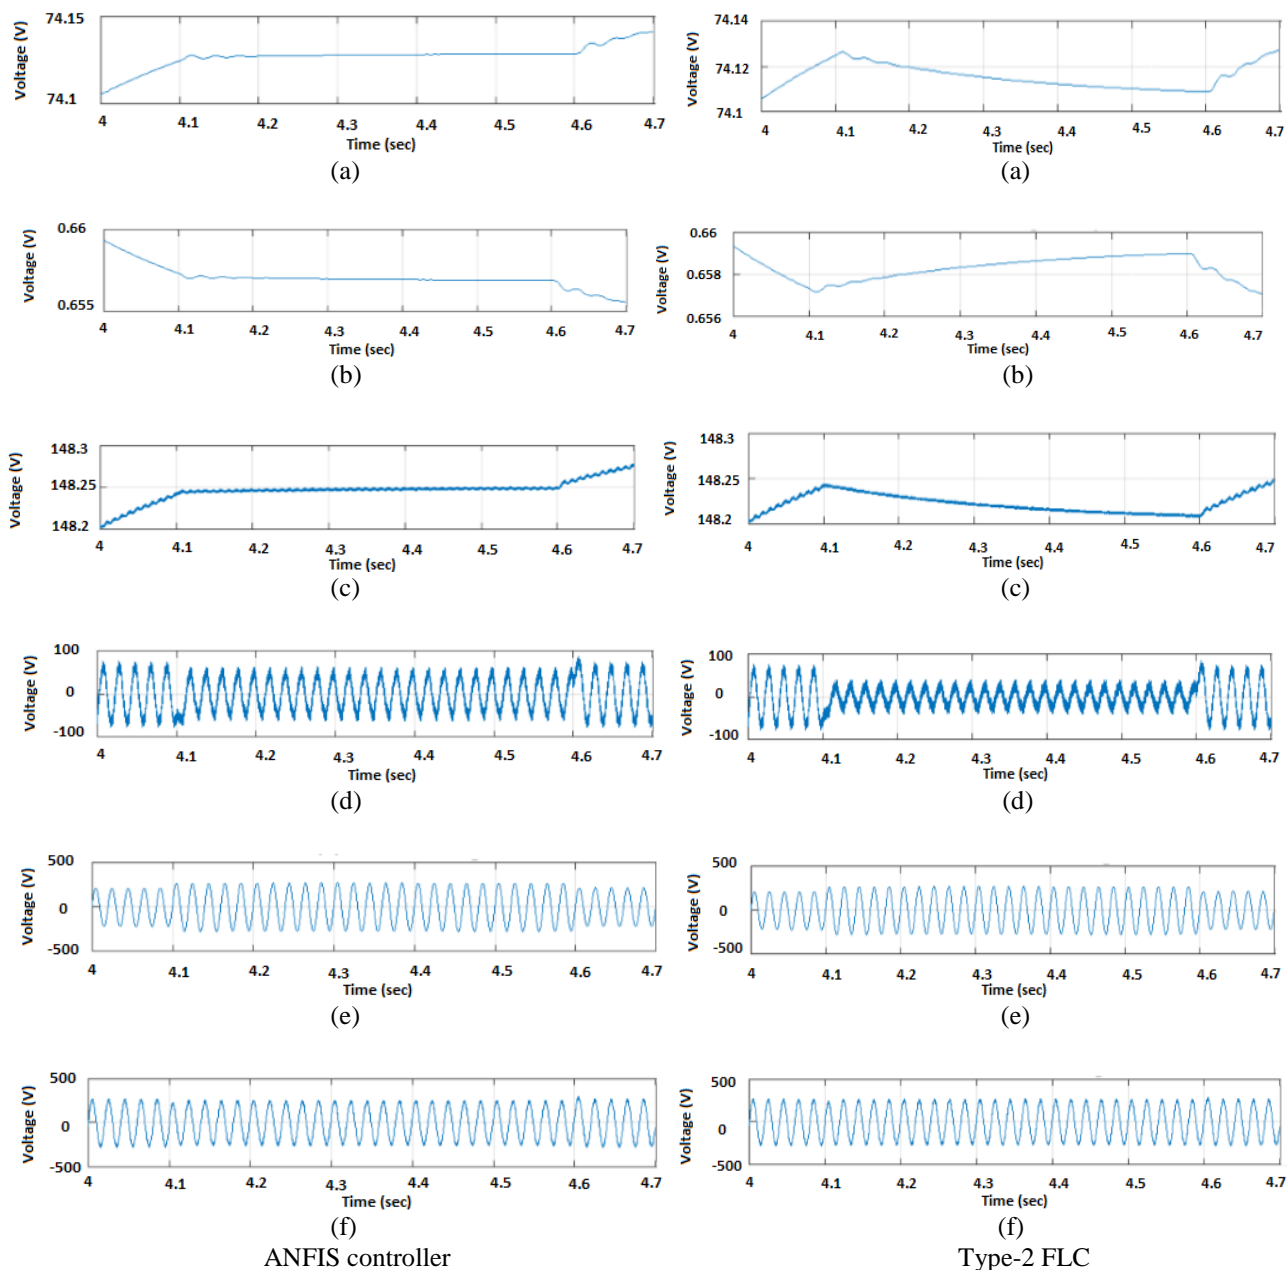 74.15
Voltage (V)
74.1
4 4.1 4.2 4.3 4.4 4.5 4.6 4.7
Time (sec)
(a)
74.14
Voltage (V)
74.12
74.1
4 4.1 4.2 4.3 4.4 4.5 4.6 4.7
Time (sec)
(a)
0.66
Voltage (V)
0.655
4 4.1 4.2 4.3 4.4 4.5 4.6 4.7
Time (sec)
(b)
0.66
Voltage (V)
0.658
0.656
4 4.1 4.2 4.3 4.4 4.5 4.6 4.7
Time (sec)
(b)
148.3
Voltage (V)
148.25
148.2
4 4.1 4.2 4.3 4.4 4.5 4.6 4.7
Time (sec)
(c)
148.3
Voltage (V)
148.25
148.2
4 4.1 4.2 4.3 4.4 4.5 4.6 4.7
Time (sec)
(c)
100
Voltage (V)
0
-100
4 4.1 4.2 4.3 4.4 4.5 4.6 4.7
Time (sec)
(d)
100
Voltage (V)
0
-100
4 4.1 4.2 4.3 4.4 4.5 4.6 4.7
Time (sec)
(d)
500
Voltage (V)
0
-500
4 4.1 4.2 4.3 4.4 4.5 4.6 4.7
Time (sec)
(e)
500
Voltage (V)
0
-500
4 4.1 4.2 4.3 4.4 4.5 4.6 4.7
Time (sec)
(e)
500
Voltage (V)
0
-500
4 4.1 4.2 4.3 4.4 4.5 4.6 4.7
Time (sec)
(f)
ANFIS controller
500
Voltage (V)
0
-500
4 4.1 4.2 4.3 4.4 4.5 4.6 4.7
Time (sec)
(f)
Type-2 FLC